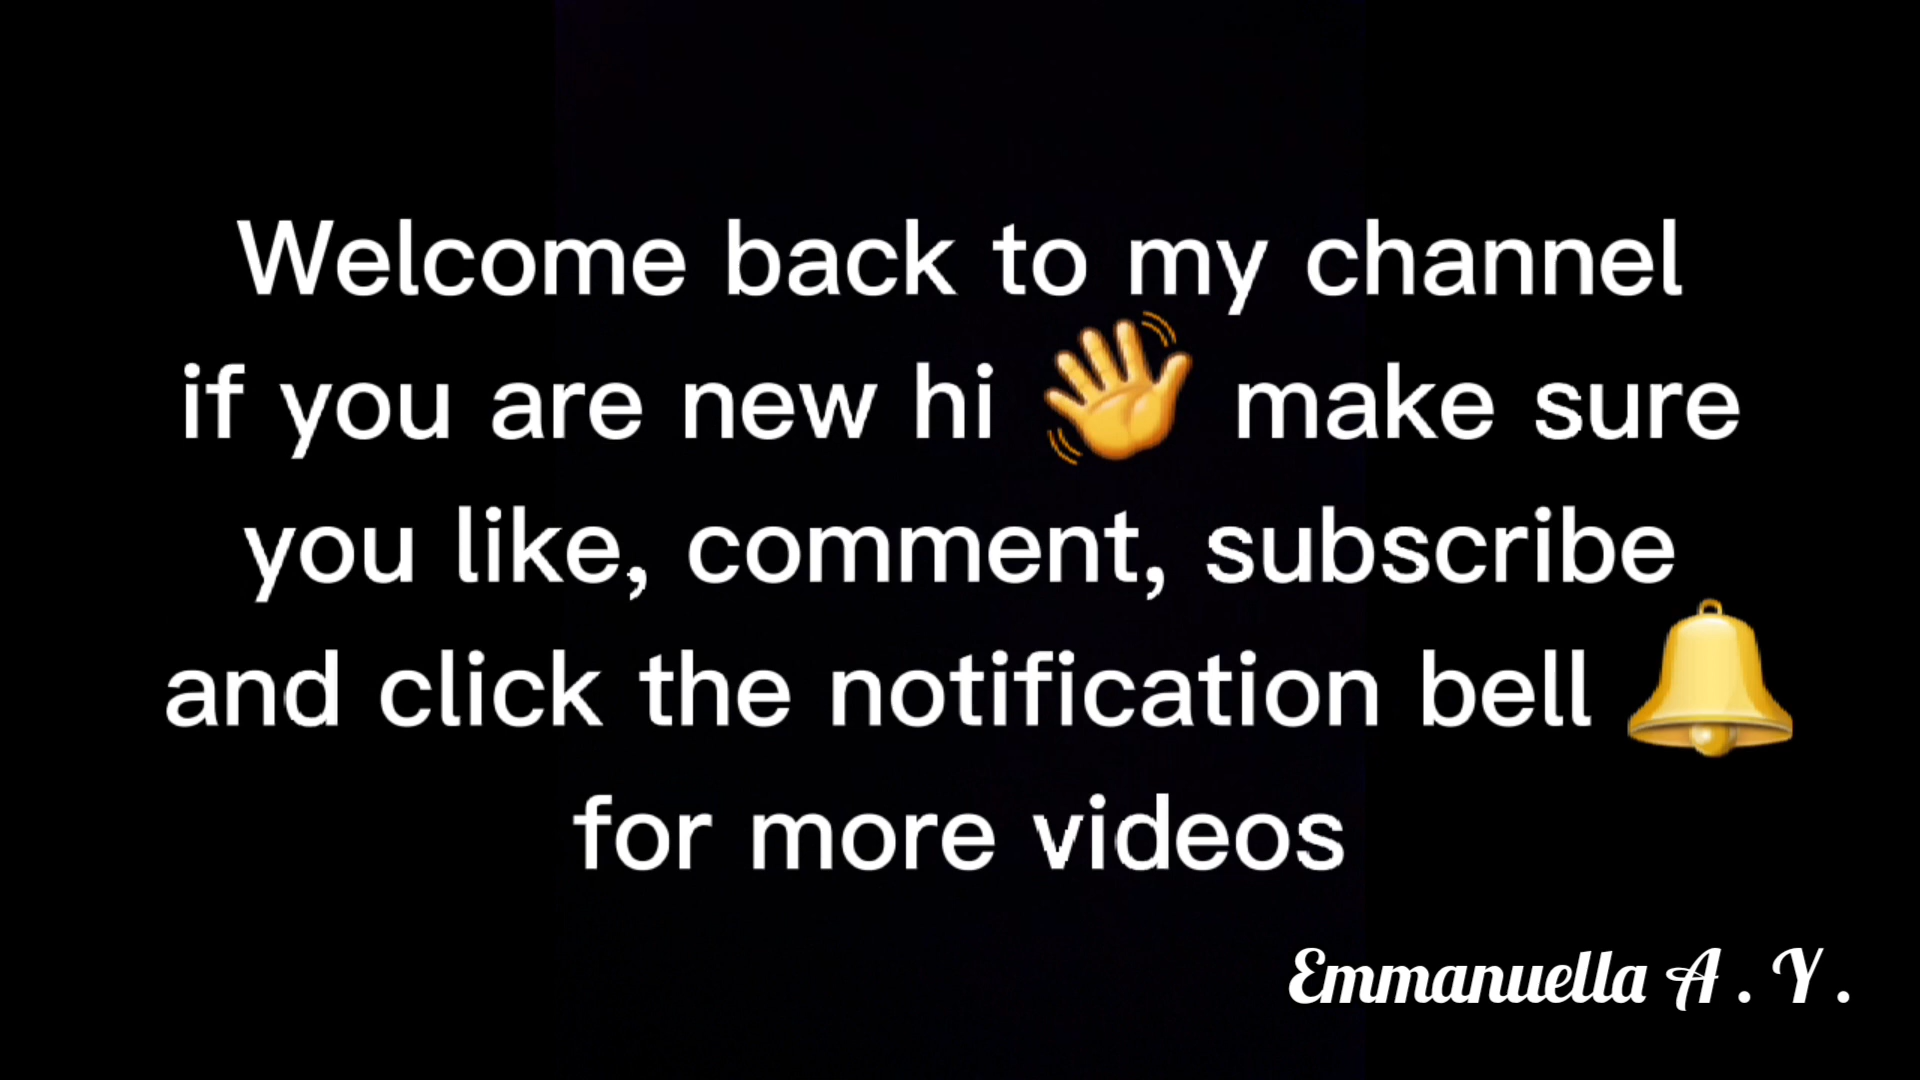 Welcome back to my channel
if you are new hi 👋 make sure
you like, comment, subscribe
and click the notification bell 🔔
for more videos
Emmanuella A . Y .